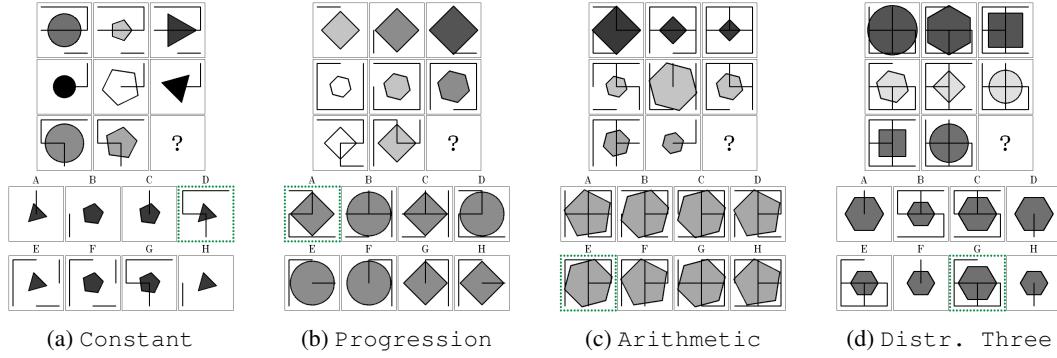 ?
?
?
?
A B C D
A B C D
A B C D
A B C D
E F G H
E F G H
E F G H
E F G H
(a) Constant
(b) Progression
(c) Arithmetic
(d) Distr. Three